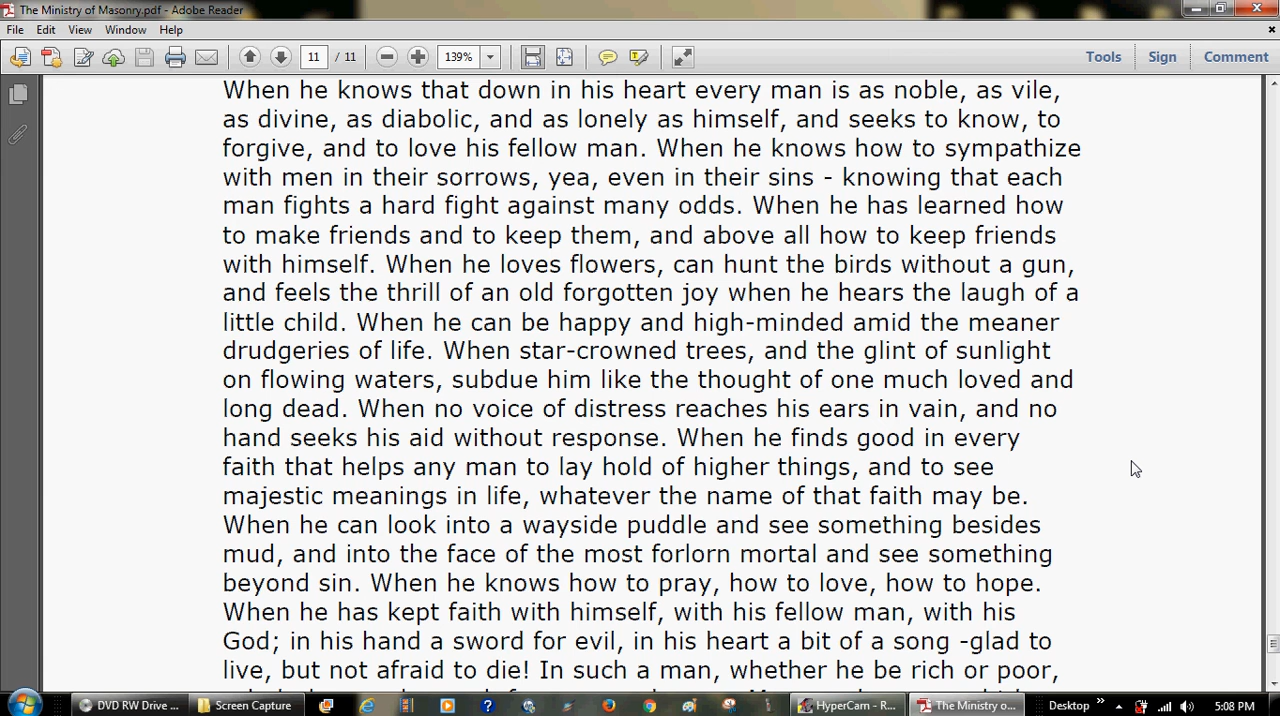 The Ministry of Masonry.pdf - Adobe Reader
File Edit View Window Help
11 / 11 139% Tools Sign Comment
When he knows that down in his heart every man is as noble, as vile,
as divine, as diabolic, and as lonely as himself, and seeks to know, to
forgive, and to love his fellow man. When he knows how to sympathize
with men in their sorrows, yea, even in their sins - knowing that each
man fights a hard fight against many odds. When he has learned how
to make friends and to keep them, and above all how to keep friends
with himself. When he loves flowers, can hunt the birds without a gun,
and feels the thrill of an old forgotten joy when he hears the laugh of a
little child. When he can be happy and high-minded amid the meaner
drudgeries of life. When star-crowned trees, and the glint of sunlight
on flowing waters, subdue him like the thought of one much loved and
long dead. When no voice of distress reaches his ears in vain, and no
hand seeks his aid without response. When he finds good in every
faith that helps any man to lay hold of higher things, and to see
majestic meanings in life, whatever the name of that faith may be.
When he can look into a wayside puddle and see something besides
mud, and into the face of the most forlorn mortal and see something
beyond sin. When he knows how to pray, how to love, how to hope.
When he has kept faith with himself, with his fellow man, with his
God; in his hand a sword for evil, in his heart a bit of a song -glad to
live, but not afraid to die! In such a man, whether he be rich or poor,
DVD RW Drive ... Screen Capture HyperCam - R... The Ministry o... Desktop » 5:08 PM